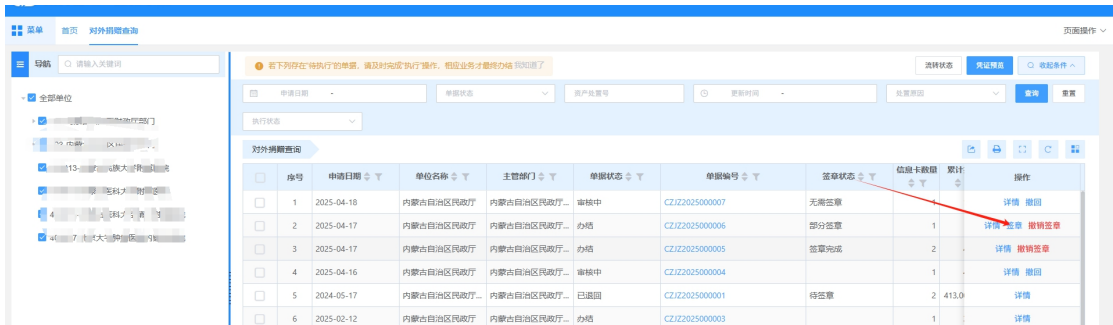 菜单 首页 对外捐赠查询 页面操作
导航 请输入关键词
若下列存在"待执行"的单据，请及时完成"执行"操作，相应业务才最终办结 我知道了 流转状态 凭证预览 收起条件
申请日期 - 单据状态 资产处置号 更新时间 - 处置原因 查询 重置
全部单位
执行状态
对外捐赠查询
序号 申请日期 单位名称 主管部门 单据状态 单据编号 签章状态 信息卡数量 累计 操作
1 2025-04-18 内蒙古自治区民政厅 内蒙古自治区民政厅... 审核中 CZJZ2025000007 无需签章 1 详情 撤回
2 2025-04-17 内蒙古自治区民政厅 内蒙古自治区民政厅... 办结 CZJZ2025000006 部分签章 1 详情 签章 撤销签章
3 2025-04-17 内蒙古自治区民政厅 内蒙古自治区民政厅... 办结 CZJZ2025000005 签章完成 2 详情 撤销签章
4 2025-04-16 内蒙古自治区民政厅 内蒙古自治区民政厅... 审核中 CZJZ2025000004 1 详情 撤回
5 2024-05-17 内蒙古自治区民政厅... 内蒙古自治区民政厅... 已退回 CZJZ2025000001 待签章 2 413,0 详情
6 2025-02-12 内蒙古自治区民政厅 内蒙古自治区民政厅... 办结 CZJZ2025000003 1 详情